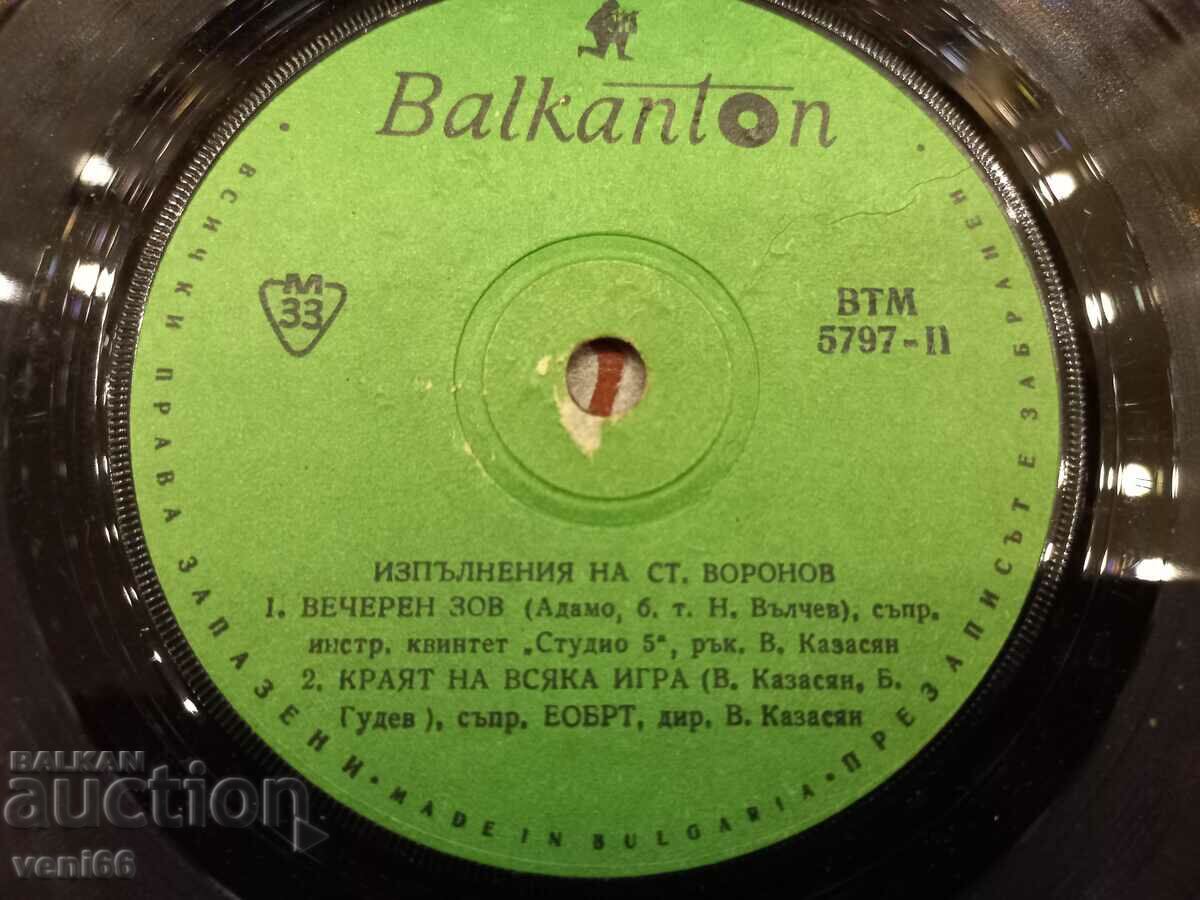 Balkanton
M
33
ВТМ
5797-II
ИЗПЪЛНЕНИЯ НА СТ. ВОРОНОВ
1. ВЕЧЕРЕН ЗОВ (Адамо, б. т. Н. Вълчев), съпр.
инстр. квинтет „Студио 5", рък. В. Казасян
2. КРАЯТ НА ВСЯКА ИГРА (В. Казасян, Б.
Гудев), съпр. ЕОБРТ, дир. В. Казасян
• ВСИЧКИ ПРАВА ЗАПАЗЕНИ • MADE IN BULGARIA • ПРЕЗАПИСЪТ Е ЗАБРАНЕН •
BALKAN
auction
veni66